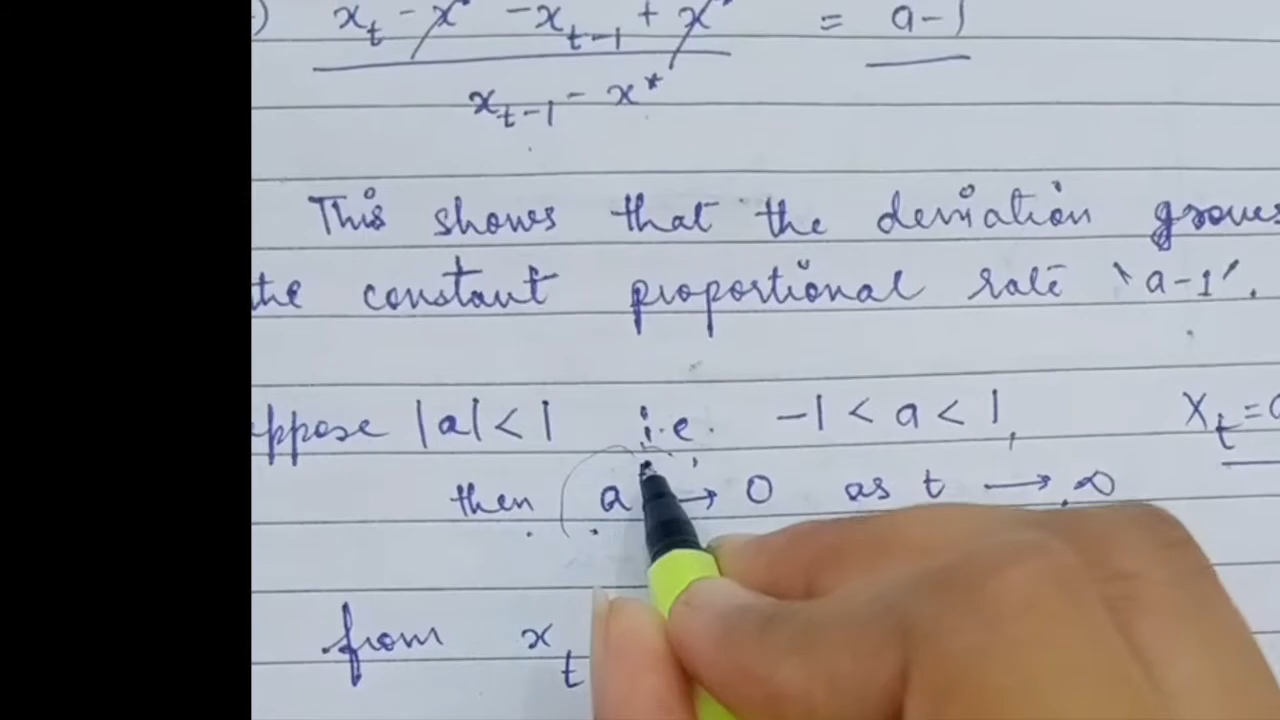 ) x_t - x* - x_{t-1} + x* / x_{t-1} - x* = a-1
This shows that the deviation grows
the constant proportional rate 'a-1'.
ppose |a| < 1 i.e. -1 < a < 1, X_t =
then a → 0 as t → ∞
from x_t